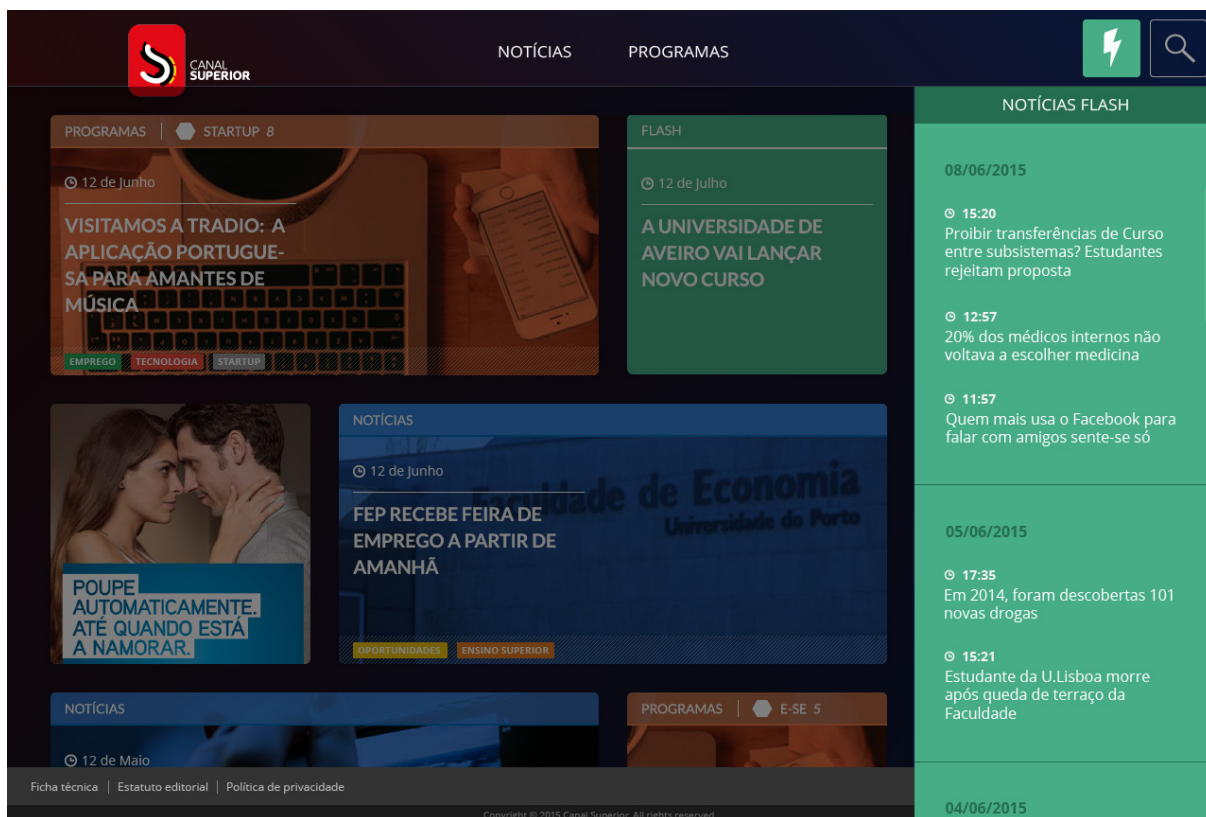 CANAL
SUPERIOR
NOTÍCIAS
PROGRAMAS
PROGRAMAS | STARTUP 8
12 de Junho
VISITAMOS A TRADIO: A
APLICAÇÃO PORTUGUE-
SA PARA AMANTES DE
MÚSICA
EMPREGO TECNOLOGIA STARTUP
FLASH
12 de Julho
A UNIVERSIDADE DE
AVEIRO VAI LANÇAR
NOVO CURSO
POUPE
AUTOMATICAMENTE.
ATÉ QUANDO ESTÁ
A NAMORAR.
NOTÍCIAS
12 de Junho
Faculdade de Economia
Universidade do Porto
FEP RECEBE FEIRA DE
EMPREGO A PARTIR DE
AMANHÃ
OPORTUNIDADES ENSINO SUPERIOR
NOTÍCIAS
12 de Maio
PROGRAMAS | E-SE 5
NOTÍCIAS FLASH
08/06/2015
15:20
Proibir transferências de Curso
entre subsistemas? Estudantes
rejeitam proposta
12:57
20% dos médicos internos não
voltava a escolher medicina
11:57
Quem mais usa o Facebook para
falar com amigos sente-se só
05/06/2015
17:35
Em 2014, foram descobertas 101
novas drogas
15:21
Estudante da U.Lisboa morre
após queda de terraço da
Faculdade
04/06/2015
Ficha técnica | Estatuto editorial | Política de privacidade
Copyright © 2015 Canal Superior. All rights reserved